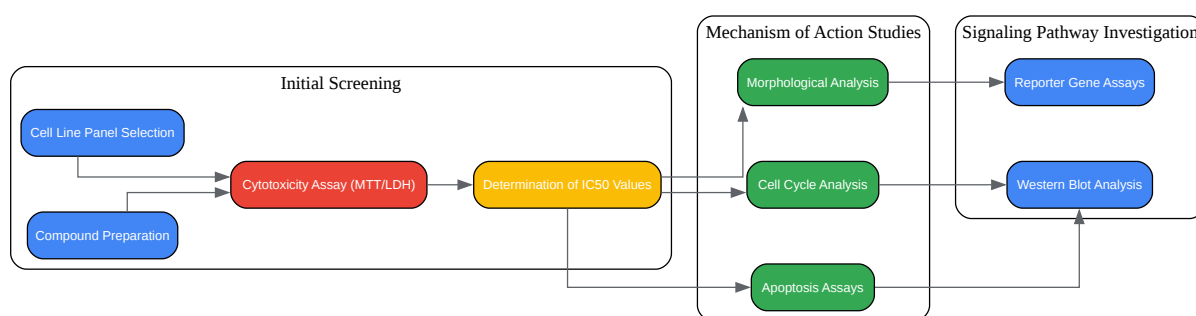 Initial Screening
Cell Line Panel Selection
Compound Preparation
Cytotoxicity Assay (MTT/LDH)
Determination of IC50 Values
Mechanism of Action Studies
Morphological Analysis
Cell Cycle Analysis
Apoptosis Assays
Signaling Pathway Investigation
Reporter Gene Assays
Western Blot Analysis